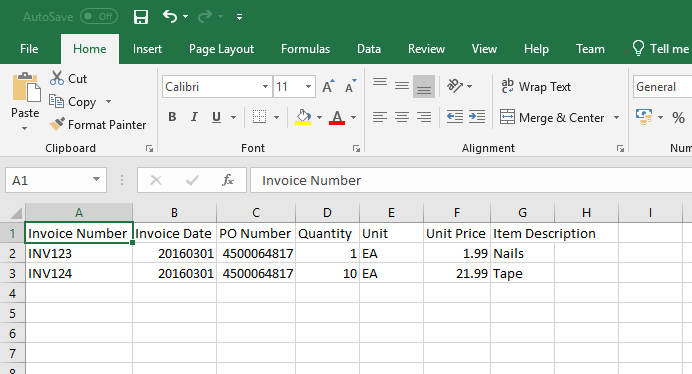 AutoSave Off
File Home Insert Page Layout Formulas Data Review View Help Team Tell me
Cut
Copy
Format Painter
Paste
Calibri 11 A A
B I U A
ab Wrap Text
Merge & Center
General
%
Clipboard Font Alignment Num
A1 fx Invoice Number
A B C D E F G H I
1 Invoice Number Invoice Date PO Number Quantity Unit Unit Price Item Description
2 INV123 20160301 4500064817 1 EA 1.99 Nails
3 INV124 20160301 4500064817 10 EA 21.99 Tape
4
5
6
7
8